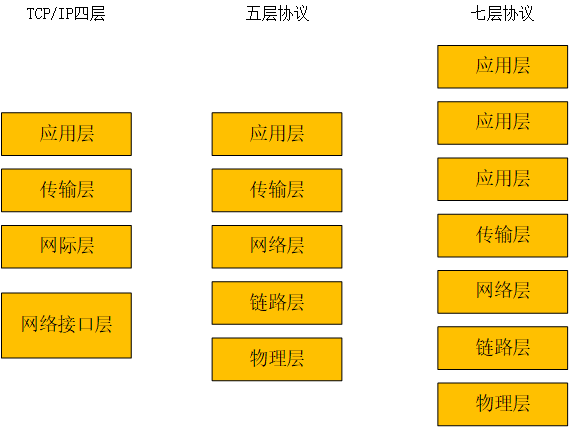 TCP/IP四层
五层协议
七层协议
应用层
应用层
应用层
应用层
应用层
传输层
传输层
传输层
网际层
网络层
网络层
网络接口层
链路层
链路层
物理层
物理层